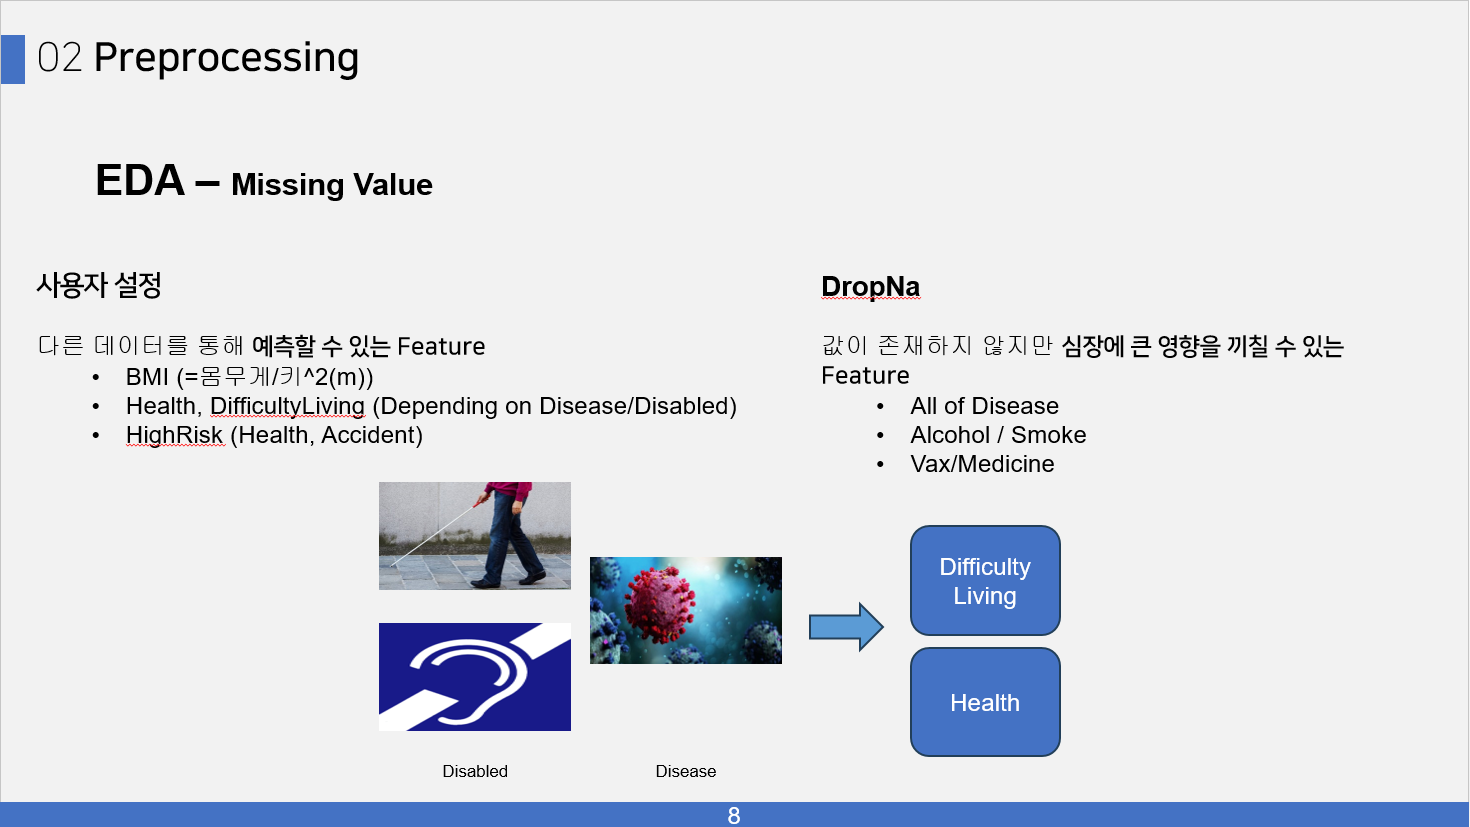 02 Preprocessing
EDA – Missing Value
사용자 설정
다른 데이터를 통해 예측할 수 있는 Feature
• BMI (=몸무게/키^2(m))
• Health, DifficultyLiving (Depending on Disease/Disabled)
• HighRisk (Health, Accident)
DropNa
값이 존재하지 않지만 심장에 큰 영향을 끼칠 수 있는
Feature
• All of Disease
• Alcohol / Smoke
• Vax/Medicine
Difficulty
Living
Health
Disabled
Disease
8